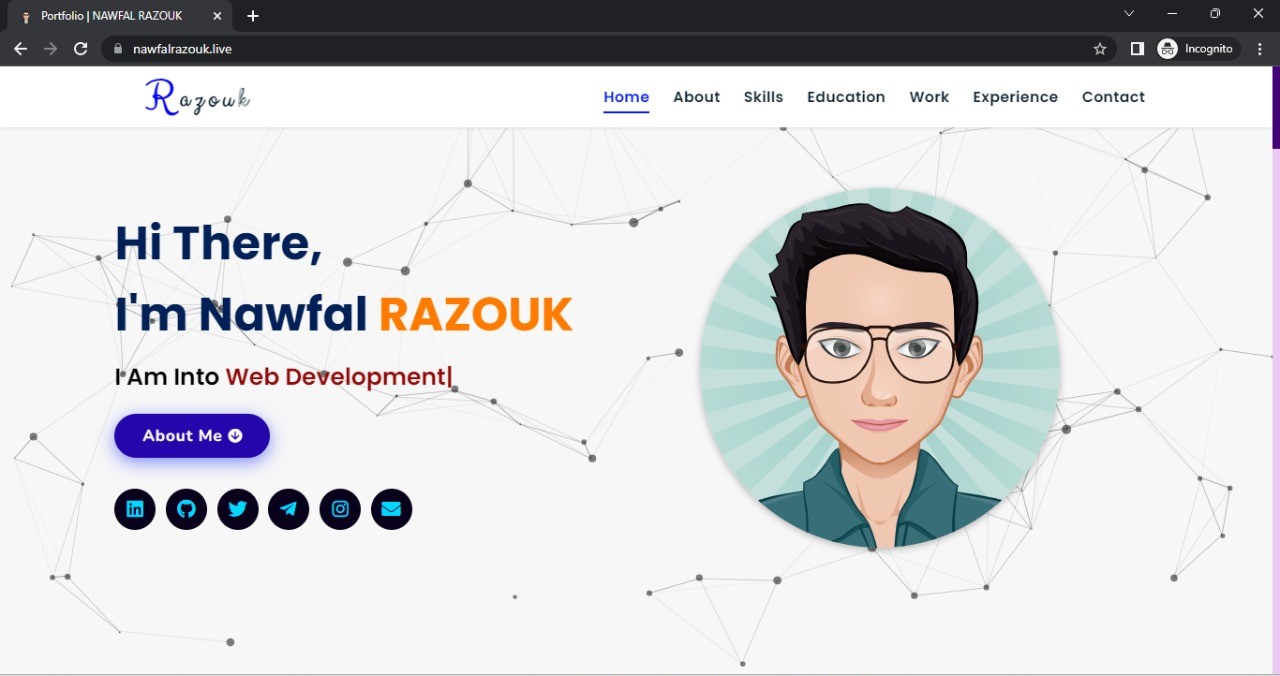 Portfolio | NAWFAL RAZOUK
nawfalrazouk.live
Incognito
Razouk
Home About Skills Education Work Experience Contact
Hi There,
I'm Nawfal RAZOUK
I Am Into Web Development|
About Me